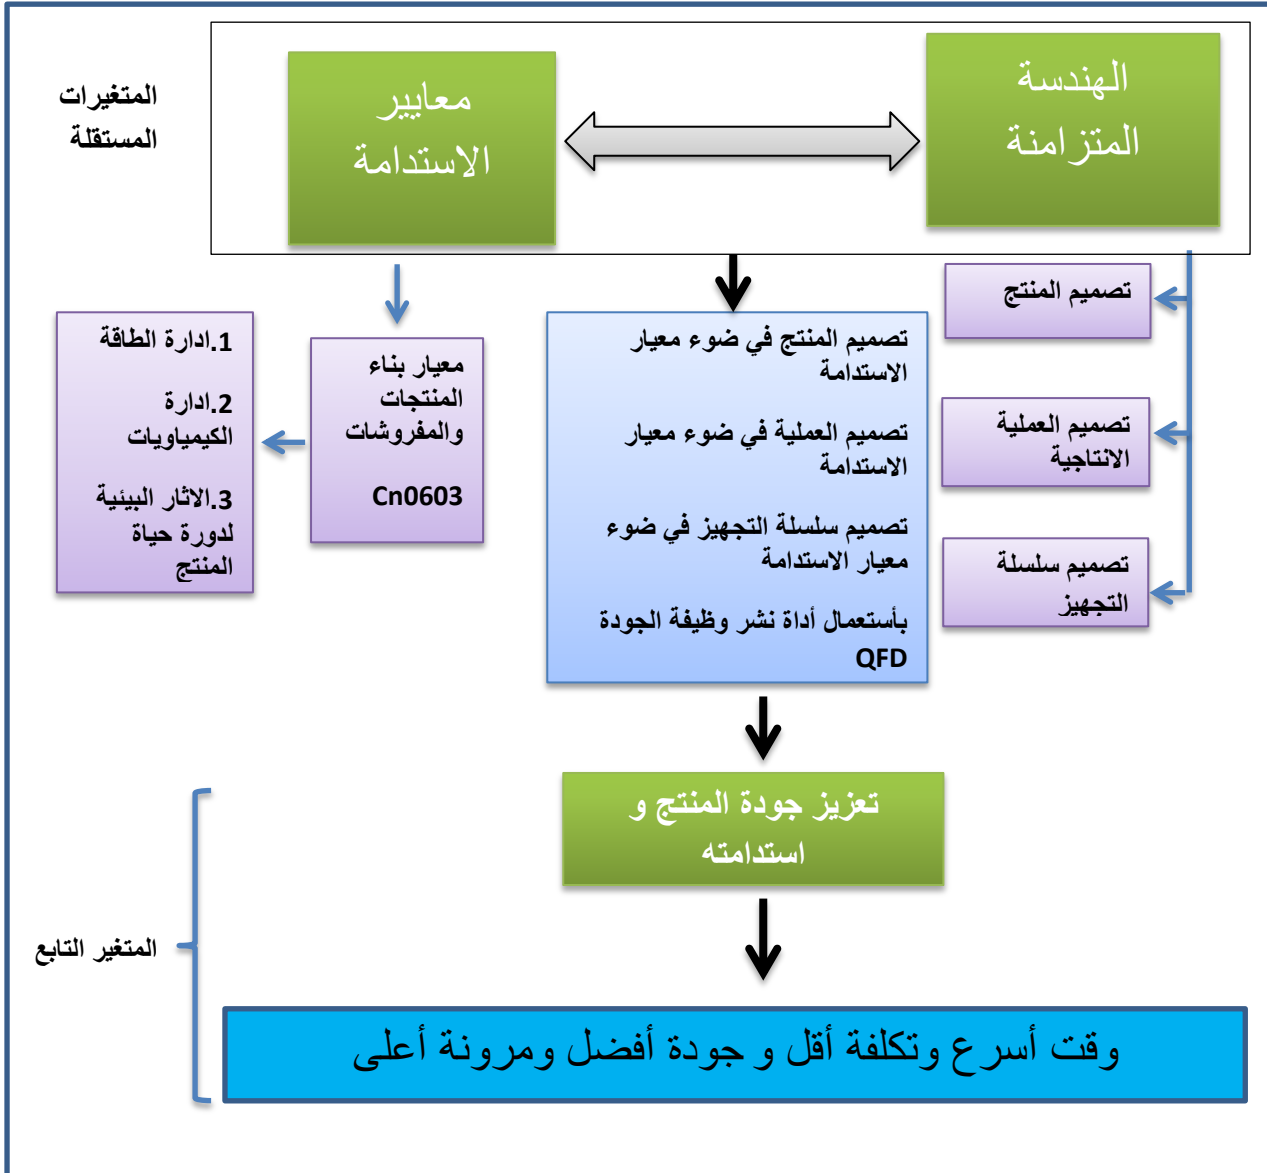 المتغيرات
المستقلة
الهندسة
المتزامنة
معايير
الاستدامة
تصميم المنتج
تصميم العملية
الانتاجية
تصميم سلسلة
التجهيز
تصميم المنتج في ضوء معيار
الاستدامة
تصميم العملية في ضوء معيار
الاستدامة
تصميم سلسلة التجهيز في ضوء
معيار الاستدامة
بأستعمال أداة نشر وظيفة الجودة
QFD
معيار بناء
المنتجات
والمفروشات
Cn0603
1.ادارة الطاقة
2.ادارة
الكيمياويات
3.الاثار البيئية
لدورة حياة
المنتج
تعزيز جودة المنتج و
استدامته
المتغير التابع
وقت أسرع وتكلفة أقل و جودة أفضل ومرونة أعلى